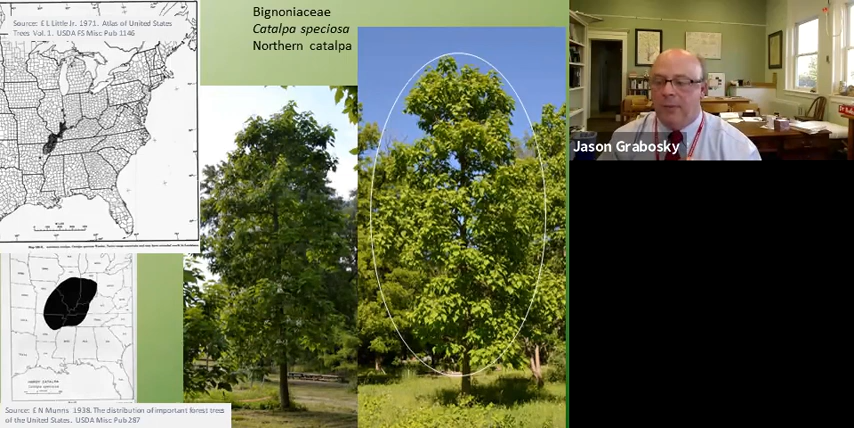 Source: E L Little Jr. 1971. Atlas of United States
Trees Vol. 1. USDA FS Misc Pub 1146
Bignoniaceae
Catalpa speciosa
Northern catalpa
Jason Grabosky
HARDY CATALPA
Source: E N Munns 1938. The distribution of important forest trees
of the United States. USDA Misc Pub 287